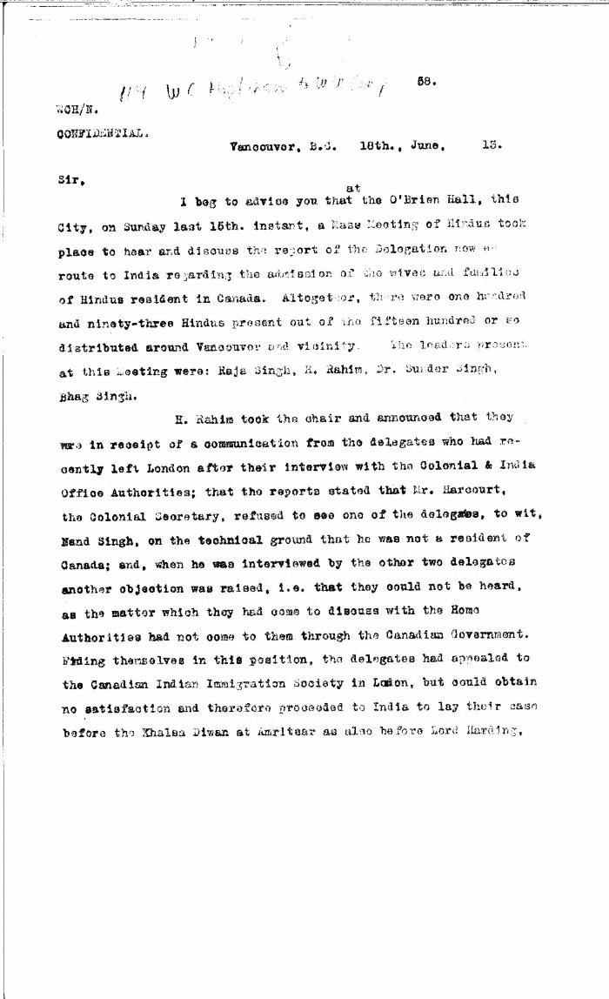 114 W C Hopkinson to W W Cory 58.
WCH/N.
CONFIDENTIAL.
Vancouver, B.C. 18th., June, 13.
Sir,
at
I beg to advise you that the O'Brien Hall, this
City, on Sunday last 15th. instant, a Mass Meeting of Hindus took
place to hear and discuss the report of the Delegation now en
route to India regarding the admission of the wives and families
of Hindus resident in Canada. Altogether, there were one hundred
and ninety-three Hindus present out of the fifteen hundred or so
distributed around Vancouver and vicinity. The leaders present
at this Meeting were: Raja Singh, H. Rahim, Dr. Sunder Singh,
Bhag Singh.
H. Rahim took the chair and announced that they
were in receipt of a communication from the delegates who had re-
cently left London after their interview with the Colonial & India
Office Authorities; that the reports stated that Mr. Harcourt,
the Colonial Secretary, refused to see one of the delegates, to wit,
Nand Singh, on the technical ground that he was not a resident of
Canada; and, when he was interviewed by the other two delegates
another objection was raised, i.e. that they could not be heard,
as the matter which they had come to discuss with the Home
Authorities had not come to them through the Canadian Government.
Fiding themselves in this position, the delegates had appealed to
the Canadian Indian Immigration Society in London, but could obtain
no satisfaction and therefore proceeded to India to lay their case
before the Khalsa Diwan at Amritsar as also before Lord Harding,